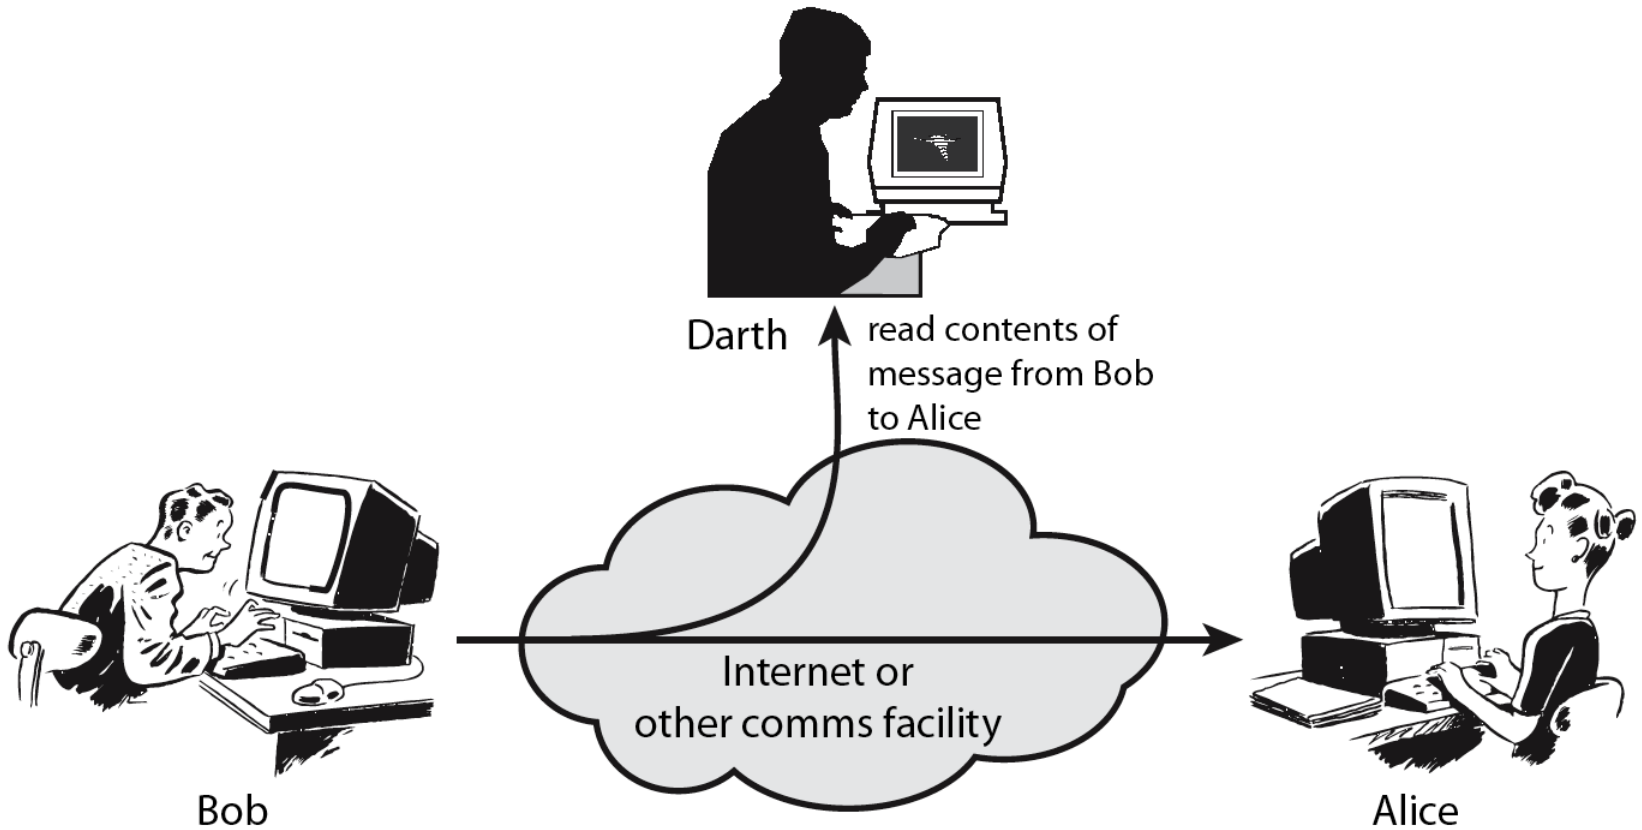 Darth
read contents of
message from Bob
to Alice
Internet or
other comms facility
Bob
Alice